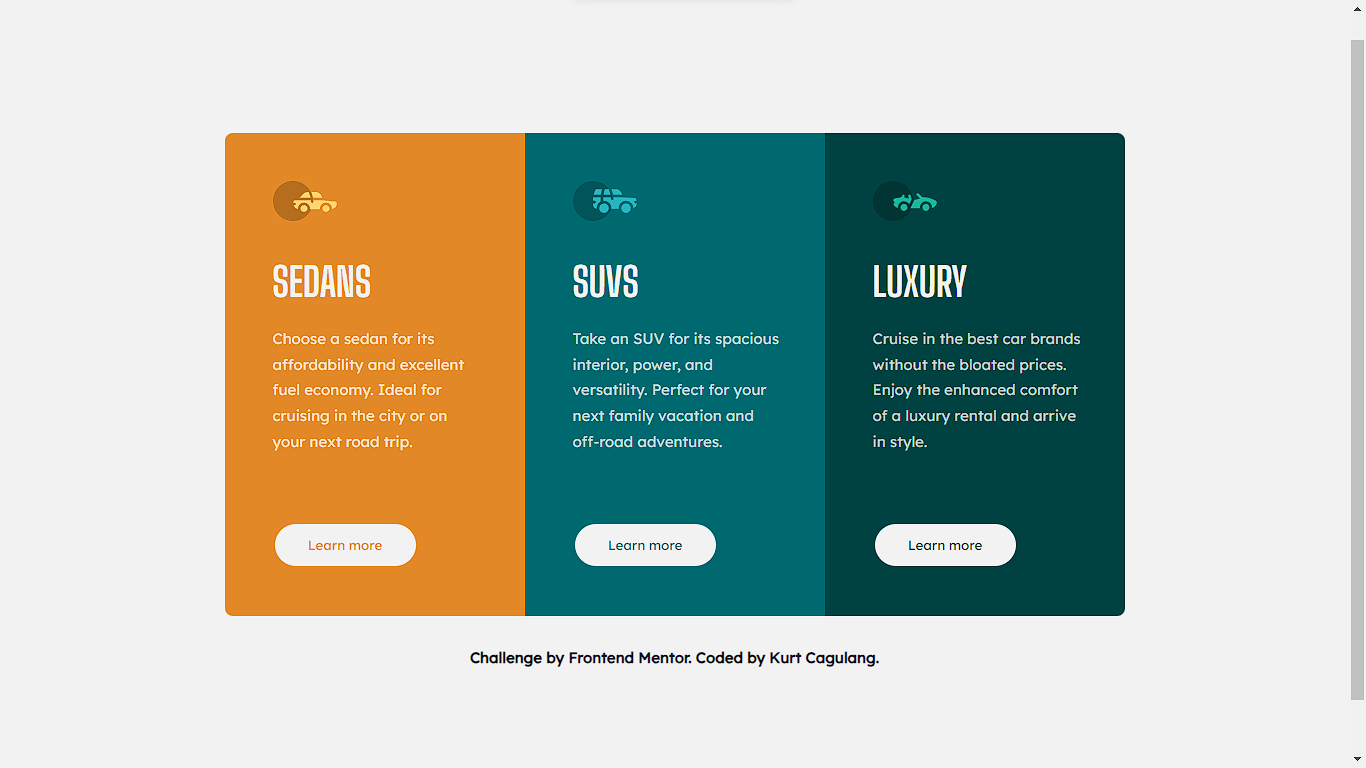 SEDANS
Choose a sedan for its
affordability and excellent
fuel economy. Ideal for
cruising in the city or on
your next road trip.
Learn more
SUVS
Take an SUV for its spacious
interior, power, and
versatility. Perfect for your
next family vacation and
off-road adventures.
Learn more
LUXURY
Cruise in the best car brands
without the bloated prices.
Enjoy the enhanced comfort
of a luxury rental and arrive
in style.
Learn more
Challenge by Frontend Mentor. Coded by Kurt Cagulang.